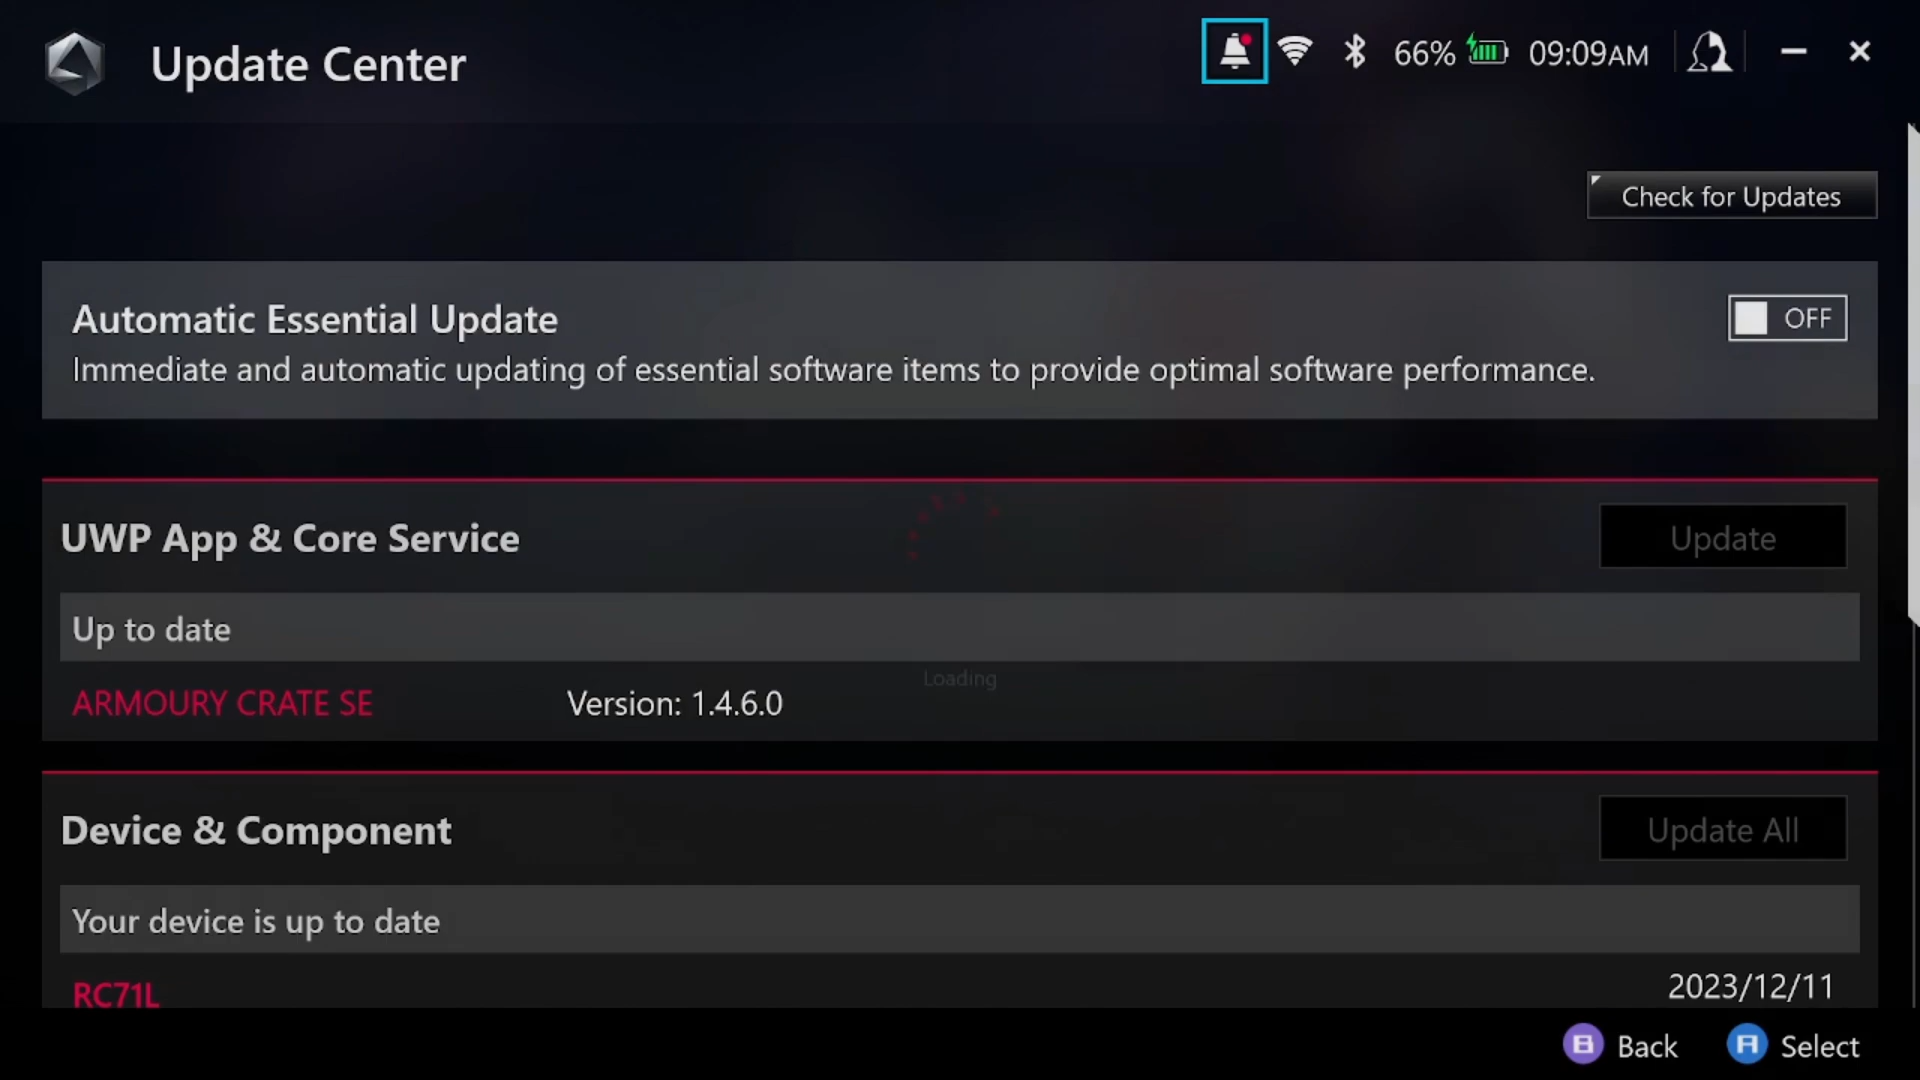 Update Center
66% 09:09AM
Check for Updates
Automatic Essential Update
OFF
Immediate and automatic updating of essential software items to provide optimal software performance.
UWP App & Core Service
Update
Up to date
Loading
ARMOURY CRATE SE Version: 1.4.6.0
Device & Component
Update All
Your device is up to date
RC71L 2023/12/11
B Back A Select